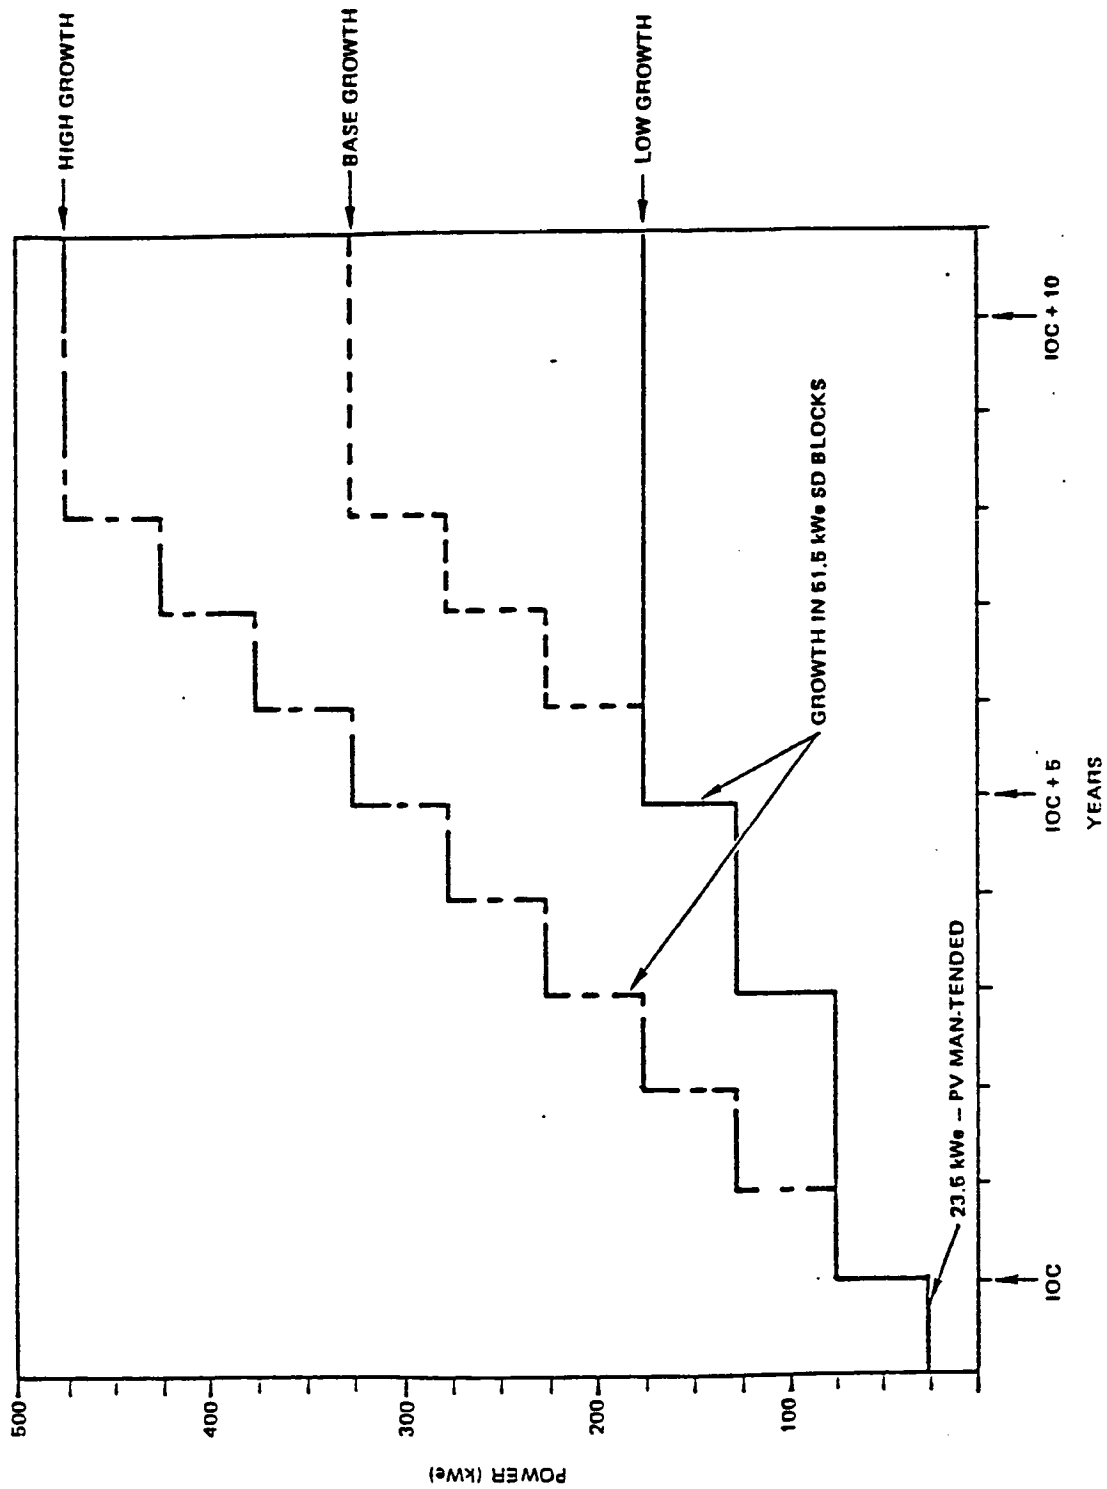 HIGH GROWTH
BASE GROWTH
LOW GROWTH
500
400
300
200
100
POWER (kWe)
GROWTH IN 51.5 kWe SD BLOCKS
23.5 kWe – PV MAN-TENDED
IOC
IOC + 5
IOC + 10
YEARS